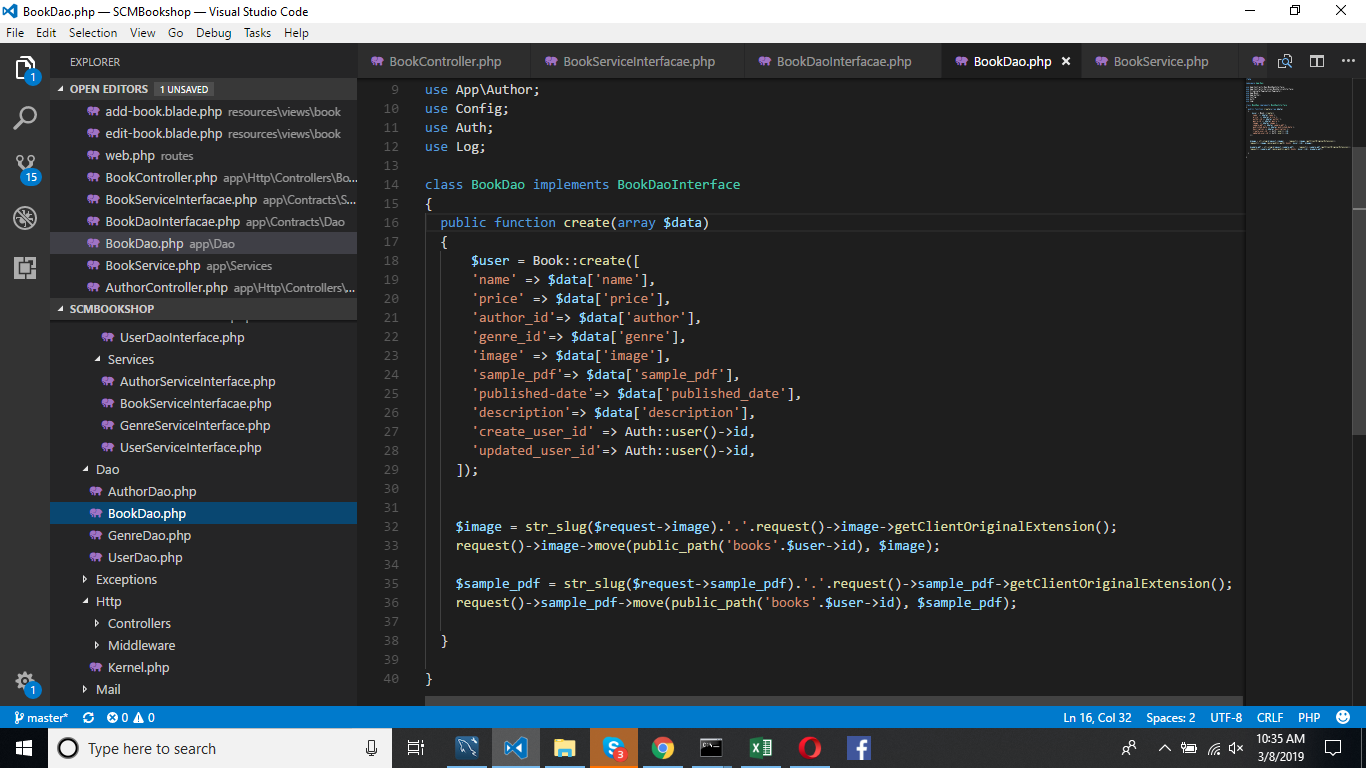 BookDao.php — SCMBookshop — Visual Studio Code
File Edit Selection View Go Debug Tasks Help
EXPLORER
OPEN EDITORS 1 UNSAVED
add-book.blade.php resources\views\book
edit-book.blade.php resources\views\book
web.php routes
BookController.php app\Http\Controllers\Bo...
BookServiceInterfacae.php app\Contracts\S...
BookDaoInterfacae.php app\Contracts\Dao
BookDao.php app\Dao
BookService.php app\Services
AuthorController.php app\Http\Controllers\...
SCMBOOKSHOP
UserDaoInterface.php
Services
AuthorServiceInterface.php
BookServiceInterfacae.php
GenreServiceInterface.php
UserServiceInterface.php
Dao
AuthorDao.php
BookDao.php
GenreDao.php
UserDao.php
Exceptions
Http
Controllers
Middleware
Kernel.php
Mail
1
15
1
BookController.php BookServiceInterfacae.php BookDaoInterfacae.php BookDao.php BookService.php
9 use App\Author;
10 use Config;
11 use Auth;
12 use Log;
13
14 class BookDao implements BookDaoInterface
15 {
16 public function create(array $data)
17 {
18 $user = Book::create([
19 'name' => $data['name'],
20 'price' => $data['price'],
21 'author_id'=> $data['author'],
22 'genre_id'=> $data['genre'],
23 'image' => $data['image'],
24 'sample_pdf'=> $data['sample_pdf'],
25 'published-date'=> $data['published_date'],
26 'description'=> $data['description'],
27 'create_user_id' => Auth::user()->id,
28 'updated_user_id'=> Auth::user()->id,
29 ]);
30
31
32 $image = str_slug($request->image).'.'.request()->image->getClientOriginalExtension();
33 request()->image->move(public_path('books'.$user->id), $image);
34
35 $sample_pdf = str_slug($request->sample_pdf).'.'.request()->sample_pdf->getClientOriginalExtension();
36 request()->sample_pdf->move(public_path('books'.$user->id), $sample_pdf);
37
38 }
39
40 }
master* 0 0 Ln 16, Col 32 Spaces: 2 UTF-8 CRLF PHP
Type here to search
3
10:35 AM
3/8/2019